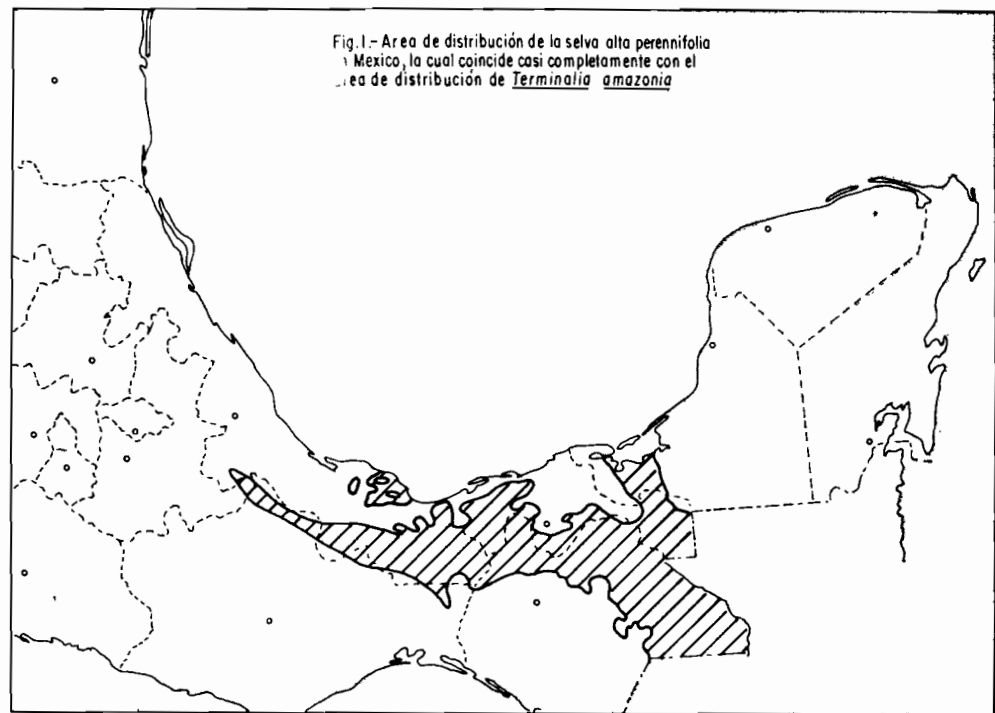 Fig.1.- Area de distribución de la selva alta perennifolia
Mexico, la cual coincide casi completamente con el
ea de distribución de Terminalia amazonia